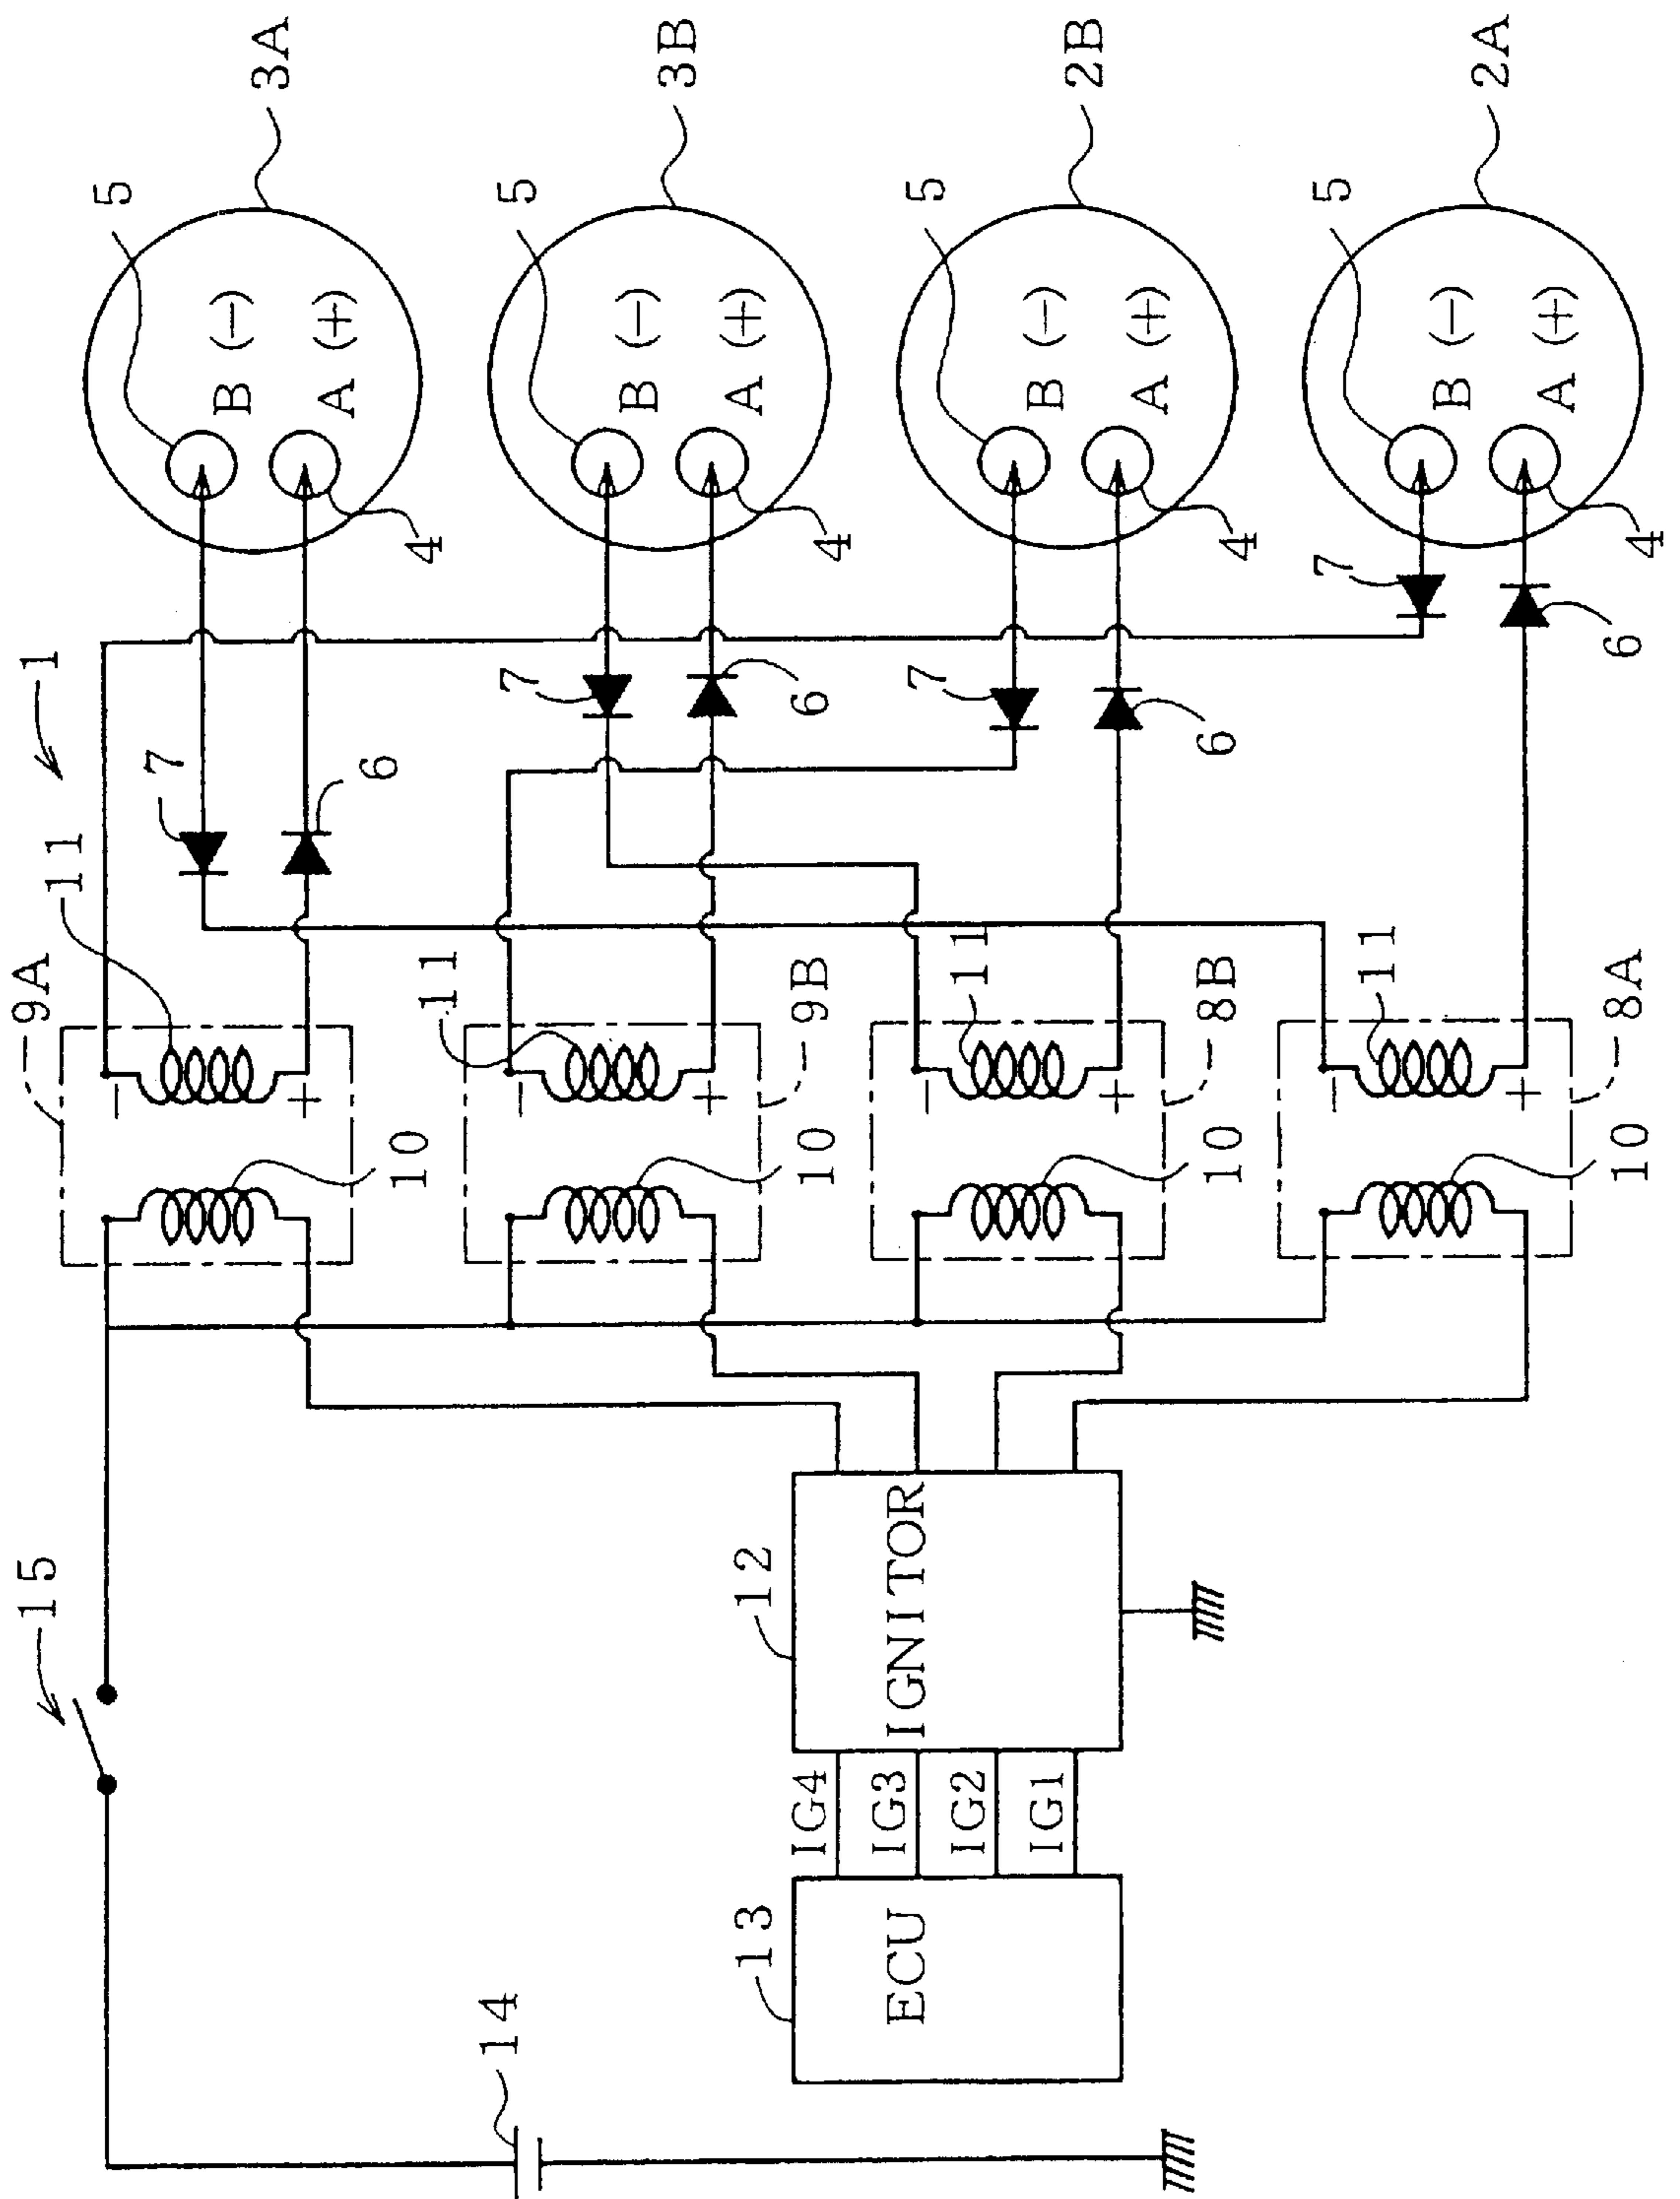 1
3A
3B
2B
2A
5
5
5
5
B (-)
A (+)
B (-)
A (+)
B (-)
A (+)
B (-)
A (+)
4
4
4
4
7
6
7
6
7
6
7
6
9A
11
- +
10
9B
11
- +
10
8B
11
- +
10
8A
11
- +
10
15
12
IGNITOR
IG4
IG3
IG2
IG1
13
ECU
14